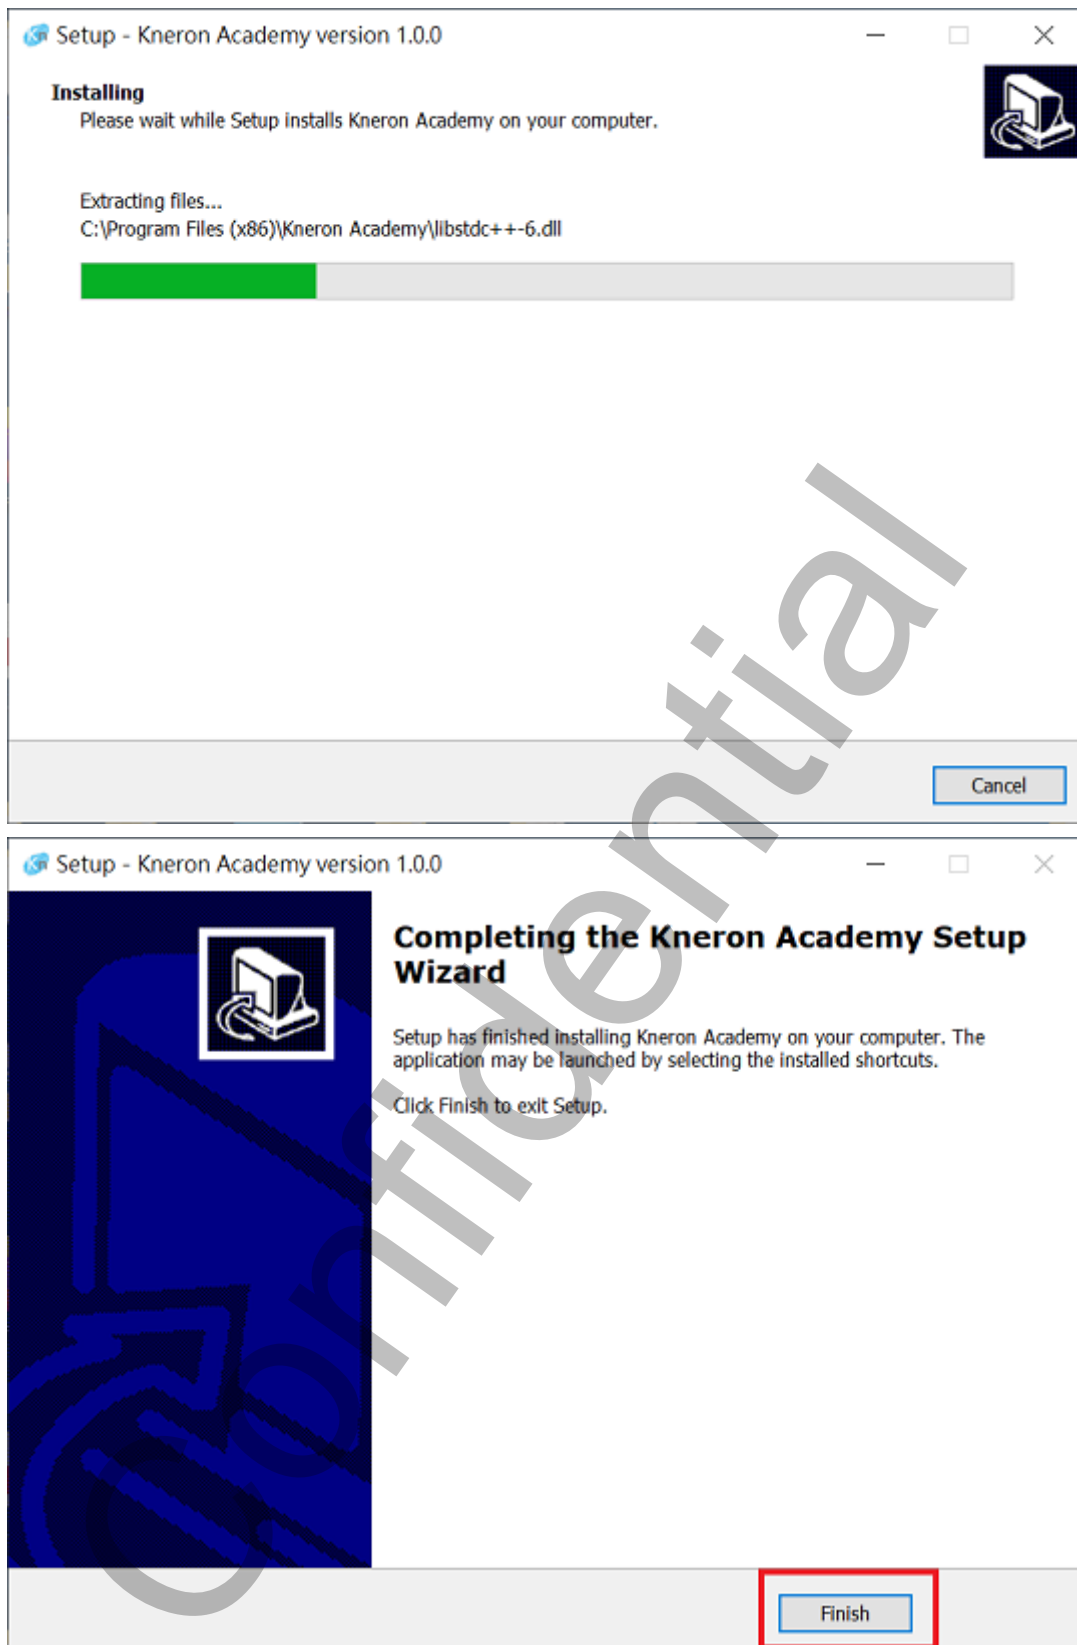 Setup - Kneron Academy version 1.0.0
Installing
Please wait while Setup installs Kneron Academy on your computer.
Extracting files...
C:\Program Files (x86)\Kneron Academy\libstdc++-6.dll
Cancel
Setup - Kneron Academy version 1.0.0
Completing the Kneron Academy Setup
Wizard
Setup has finished installing Kneron Academy on your computer. The
application may be launched by selecting the installed shortcuts.
Click Finish to exit Setup.
Finish
Confidential